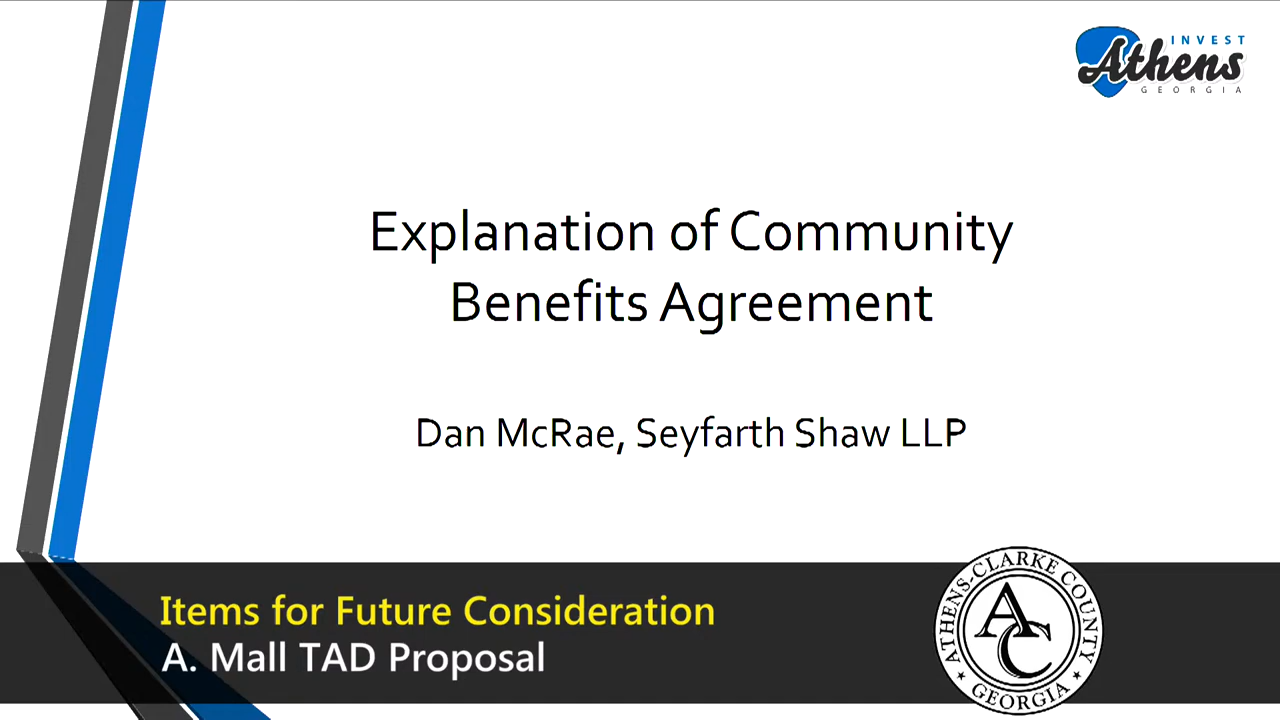 INVEST
Athens
GEORGIA
Explanation of Community
Benefits Agreement
Dan McRae, Seyfarth Shaw LLP
Items for Future Consideration
A. Mall TAD Proposal
ATHENS-CLARKE COUNTY
AC
GEORGIA